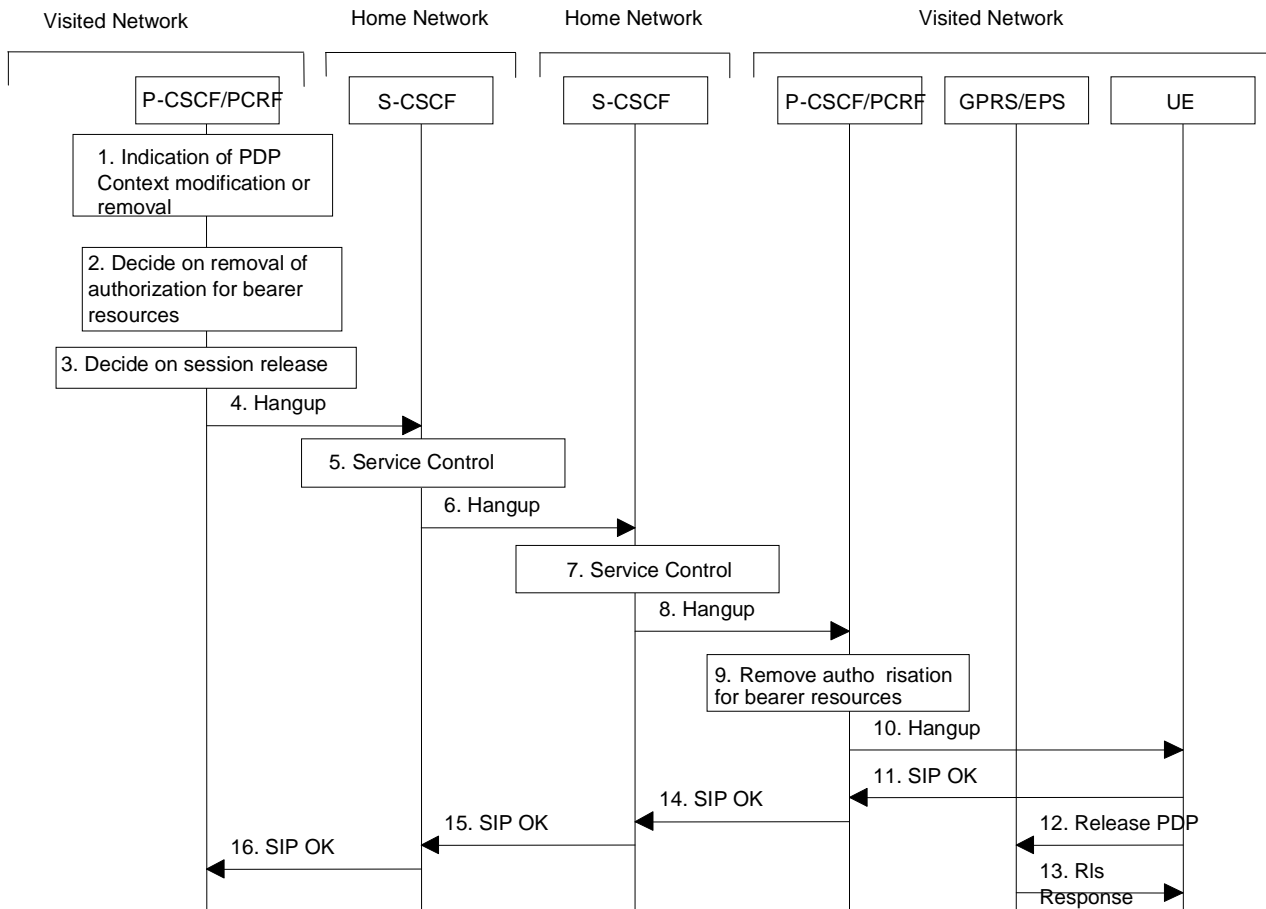 Visited Network
Home Network
Home Network
Visited Network
P-CSCF/PCRF
S-CSCF
S-CSCF
P-CSCF/PCRF
GPRS/EPS
UE
1. Indication of PDP
Context modification or
removal
2. Decide on removal of
authorization for bearer
resources
3. Decide on session release
4. Hangup
5. Service Control
6. Hangup
7. Service Control
8. Hangup
9. Remove autho risation
for bearer resources
10. Hangup
11. SIP OK
14. SIP OK
12. Release PDP
15. SIP OK
16. SIP OK
13. Rls
Response